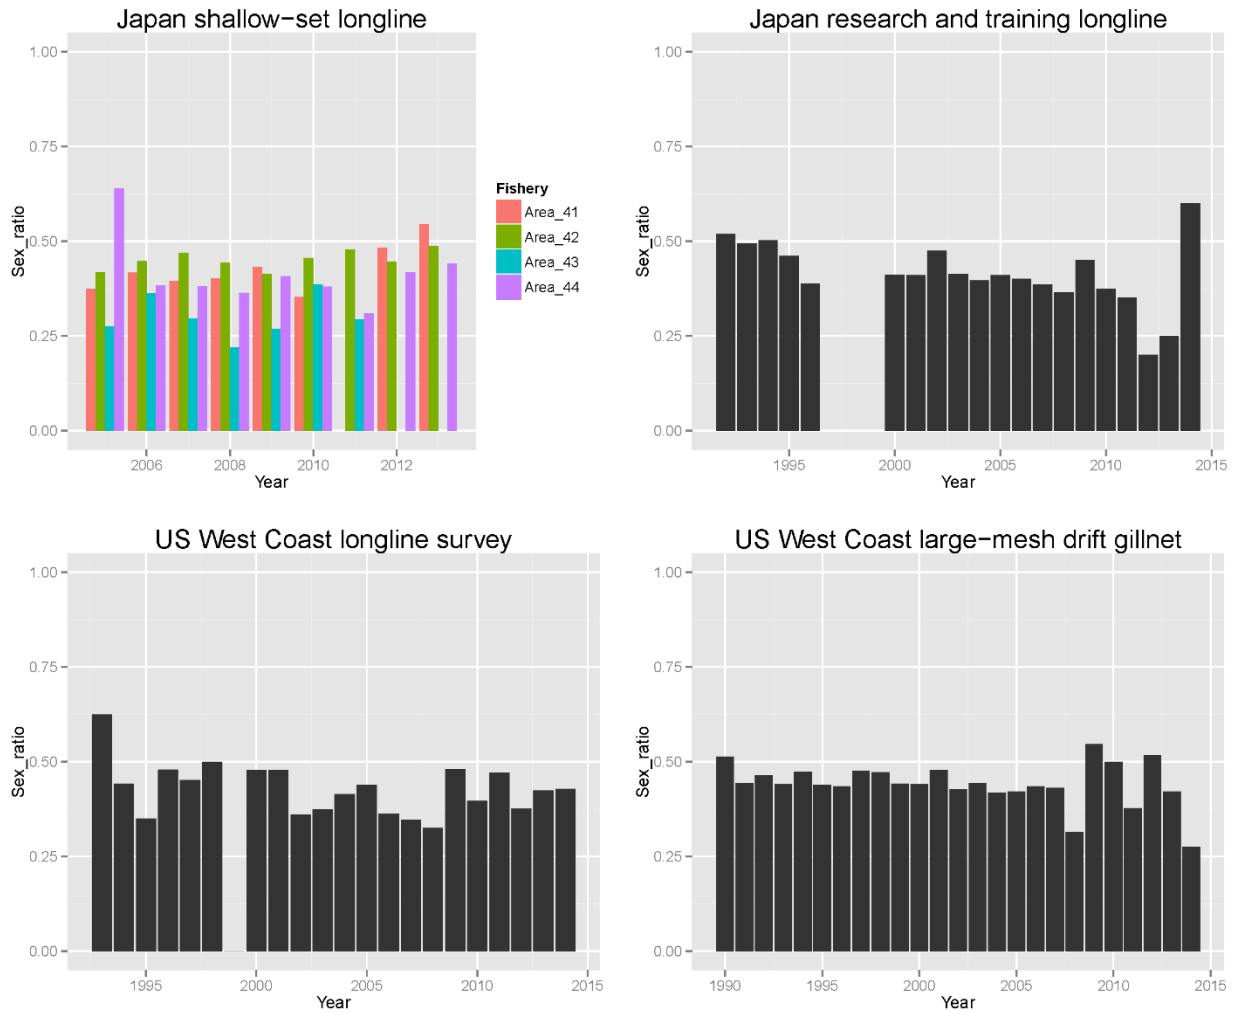 Japan shallow−set longline
1.00
0.75
0.50
0.25
0.00
Sex_ratio
2006 2008 2010 2012
Year
Fishery
Area_41
Area_42
Area_43
Area_44
Japan research and training longline
1.00
0.75
0.50
0.25
0.00
Sex_ratio
1995 2000 2005 2010 2015
Year
US West Coast longline survey
1.00
0.75
0.50
0.25
0.00
Sex_ratio
1995 2000 2005 2010 2015
Year
US West Coast large−mesh drift gillnet
1.00
0.75
0.50
0.25
0.00
Sex_ratio
1990 1995 2000 2005 2010 2015
Year